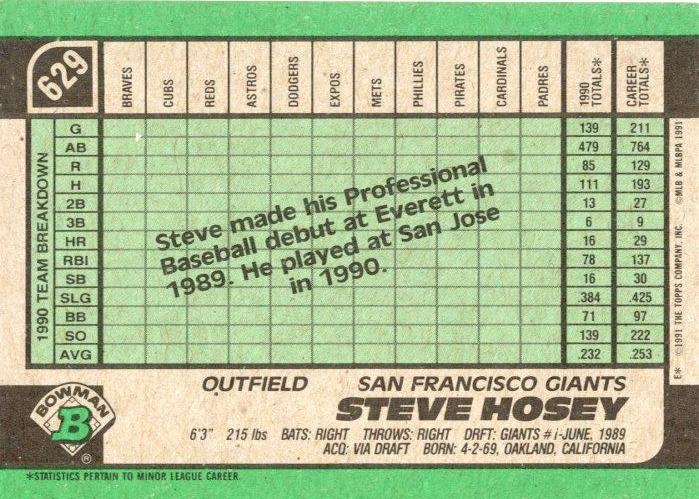 629
BRAVES CUBS REDS ASTROS DODGERS EXPOS METS PHILLIES PIRATES CARDINALS PADRES 1990 TOTALS* CAREER TOTALS*
1990 TEAM BREAKDOWN
G 139 211
AB 479 764
R 85 129
H 111 193
2B 13 27
3B 6 9
HR 16 29
RBI 78 137
SB 16 30
SLG .384 .425
BB 71 97
SO 139 222
AVG .232 .253
Steve made his Professional
Baseball debut at Everett in
1989. He played at San Jose
in 1990.
E* ©1991 THE TOPPS COMPANY, INC. ©MLB & MLBPA 1991
OUTFIELD SAN FRANCISCO GIANTS
STEVE HOSEY
BOWMAN
B
®
6'3" 215 lbs BATS: RIGHT THROWS: RIGHT DRFT: GIANTS #1-JUNE, 1989
ACQ: VIA DRAFT BORN: 4-2-69, OAKLAND, CALIFORNIA
*STATISTICS PERTAIN TO MINOR LEAGUE CAREER.